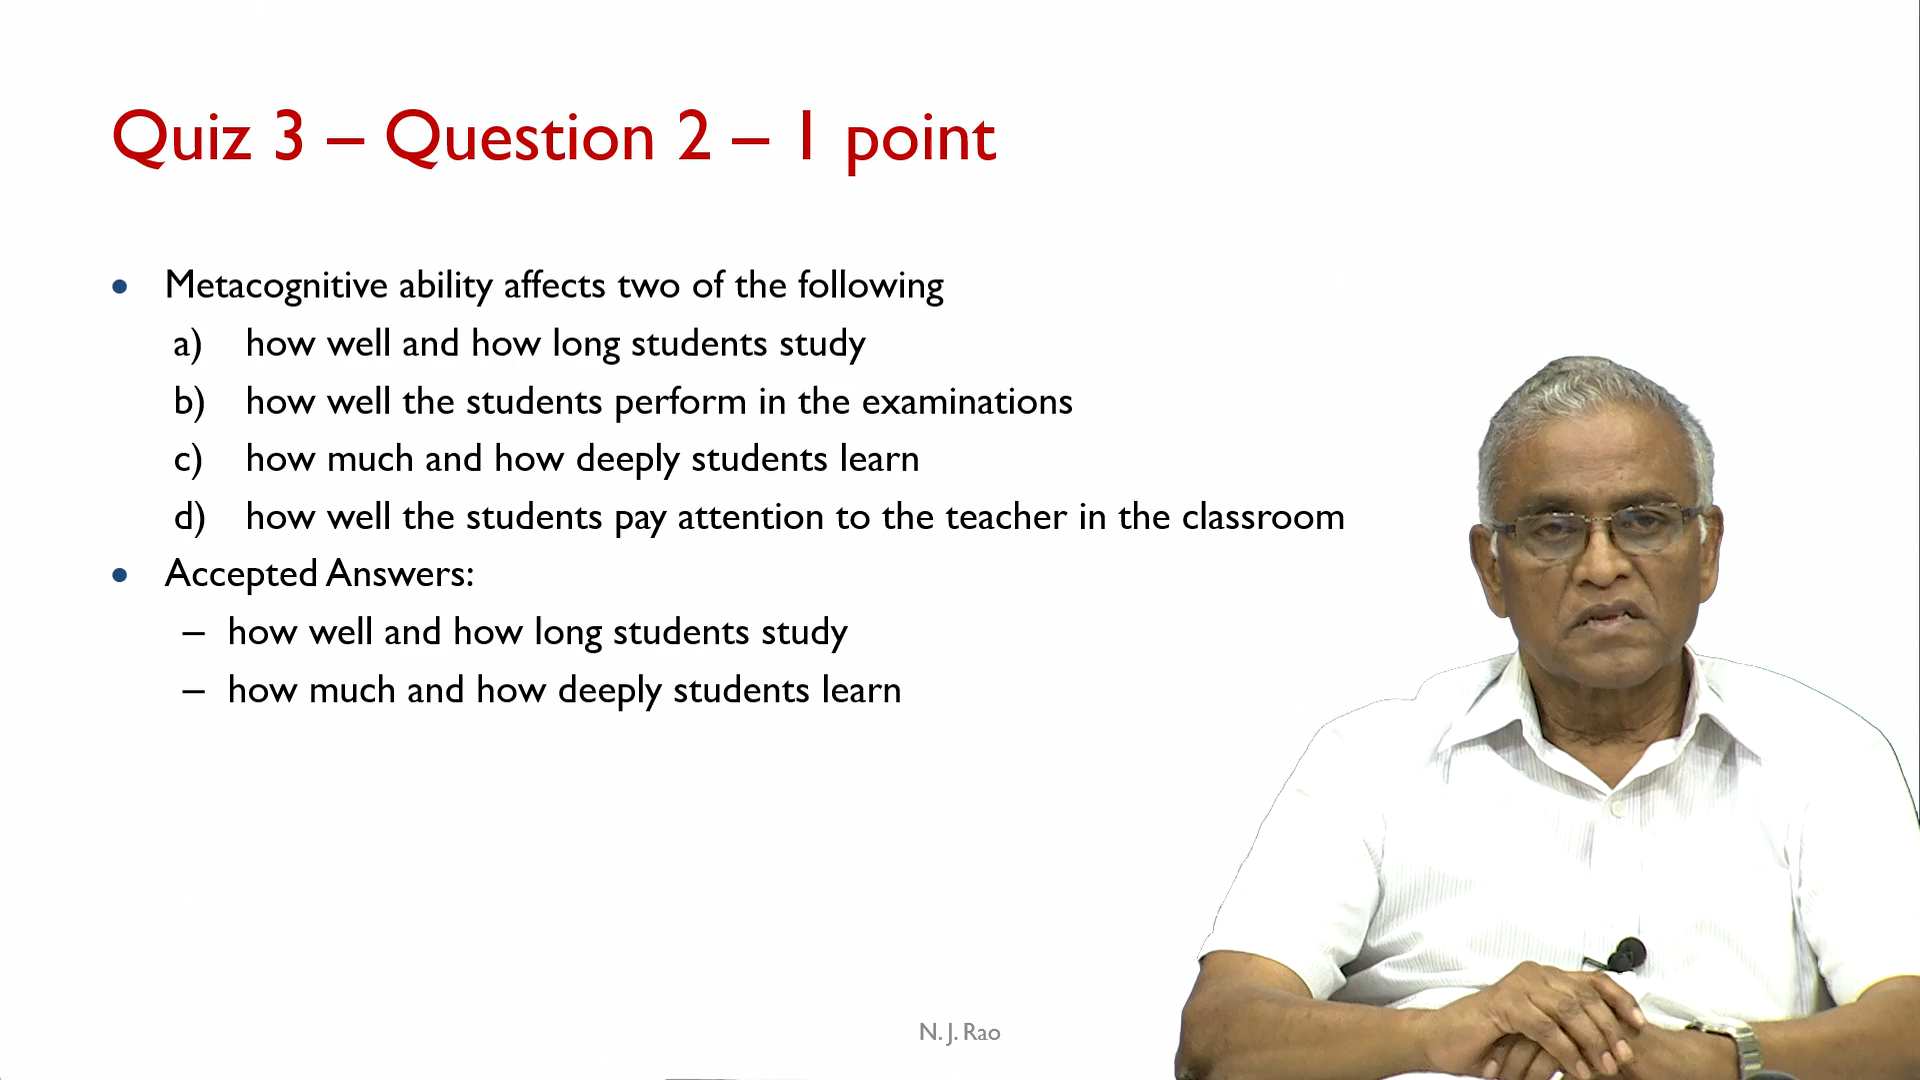 Quiz 3 – Question 2 – 1 point
• Metacognitive ability affects two of the following
a) how well and how long students study
b) how well the students perform in the examinations
c) how much and how deeply students learn
d) how well the students pay attention to the teacher in the classroom
• Accepted Answers:
– how well and how long students study
– how much and how deeply students learn
N. J. Rao